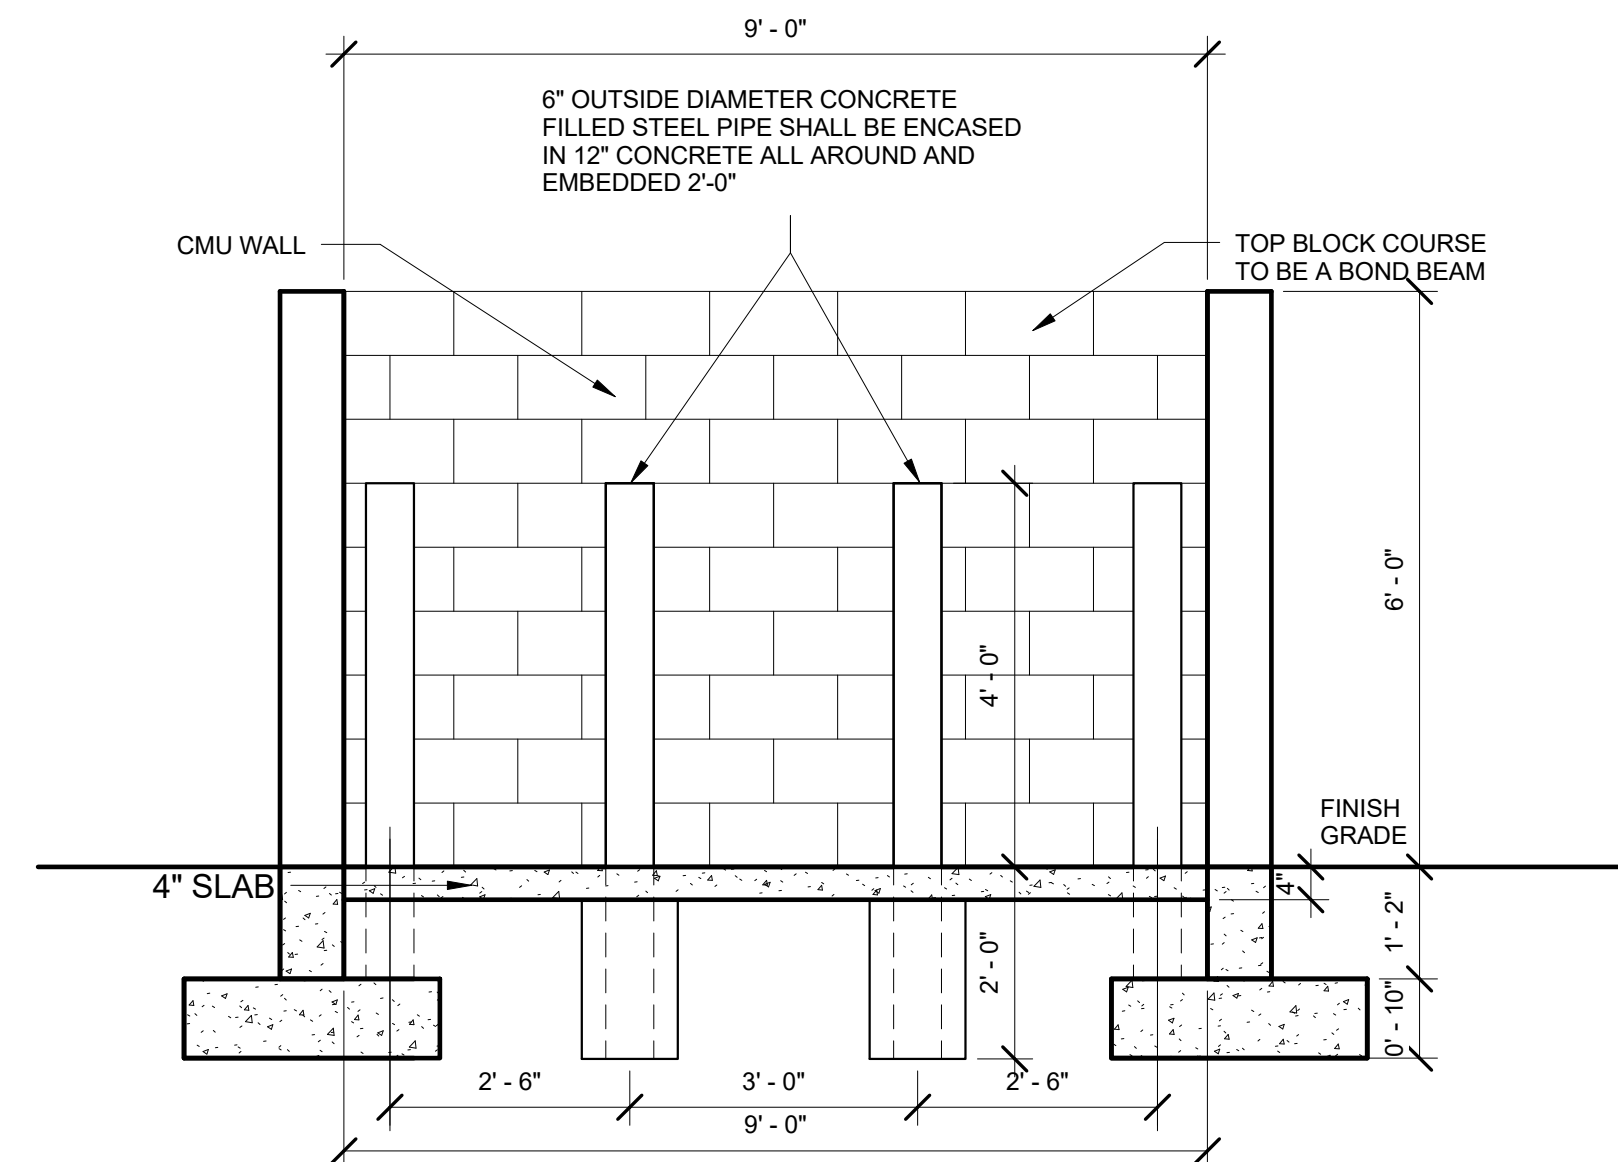 9' - 0"
6" OUTSIDE DIAMETER CONCRETE
FILLED STEEL PIPE SHALL BE ENCASED
IN 12" CONCRETE ALL AROUND AND
EMBEDDED 2'-0"
CMU WALL
TOP BLOCK COURSE
TO BE A BOND BEAM
6' - 0"
4' - 0"
FINISH
GRADE
4" SLAB
4"
1' - 2"
2' - 0"
0' - 10"
2' - 6"
3' - 0"
2' - 6"
9' - 0"